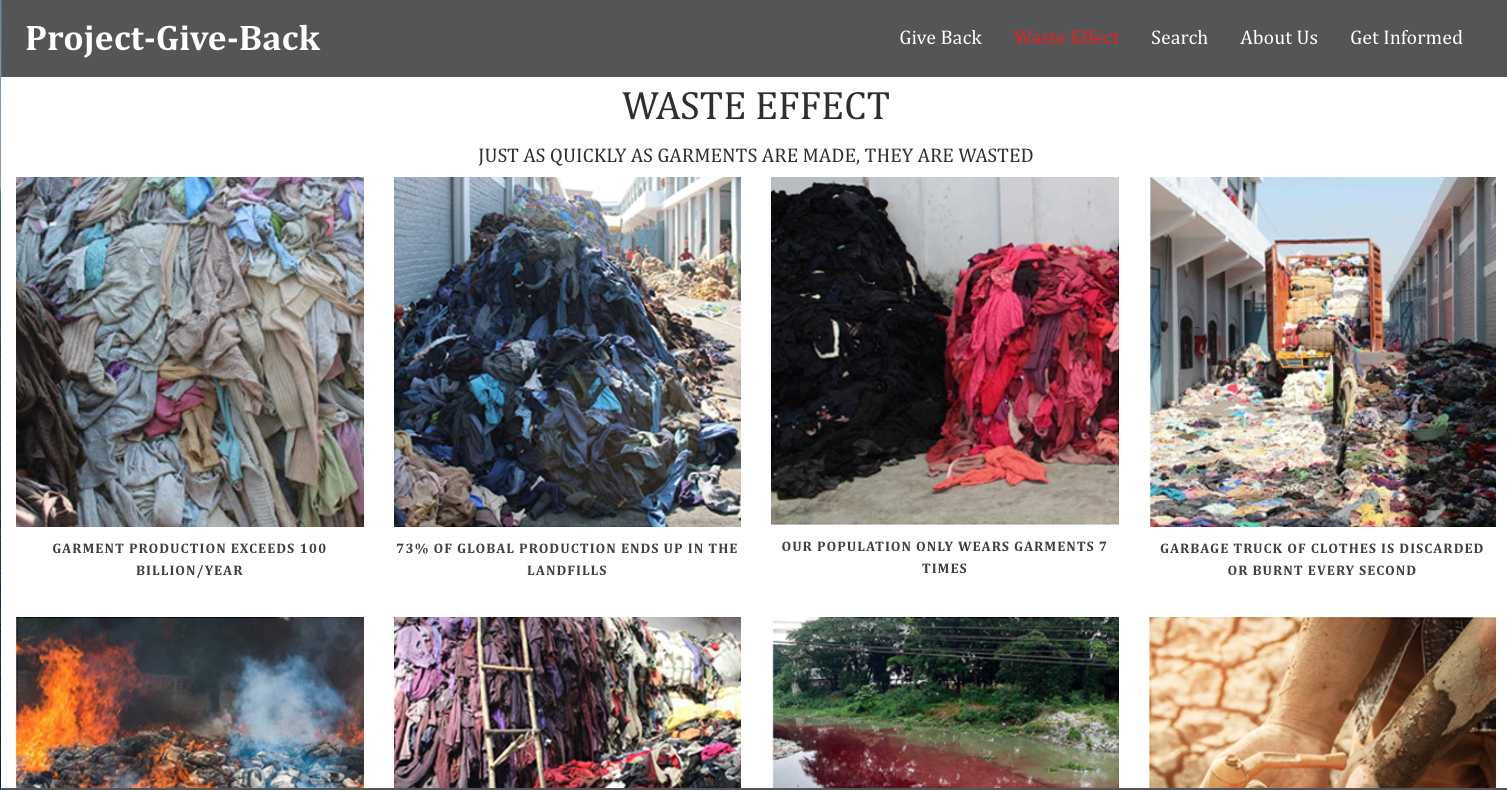 Project-Give-Back
Give Back Waste Effect Search About Us Get Informed
WASTE EFFECT
JUST AS QUICKLY AS GARMENTS ARE MADE, THEY ARE WASTED
GARMENT PRODUCTION EXCEEDS 100
BILLION/YEAR
73% OF GLOBAL PRODUCTION ENDS UP IN THE
LANDFILLS
OUR POPULATION ONLY WEARS GARMENTS 7
TIMES
GARBAGE TRUCK OF CLOTHES IS DISCARDED
OR BURNT EVERY SECOND